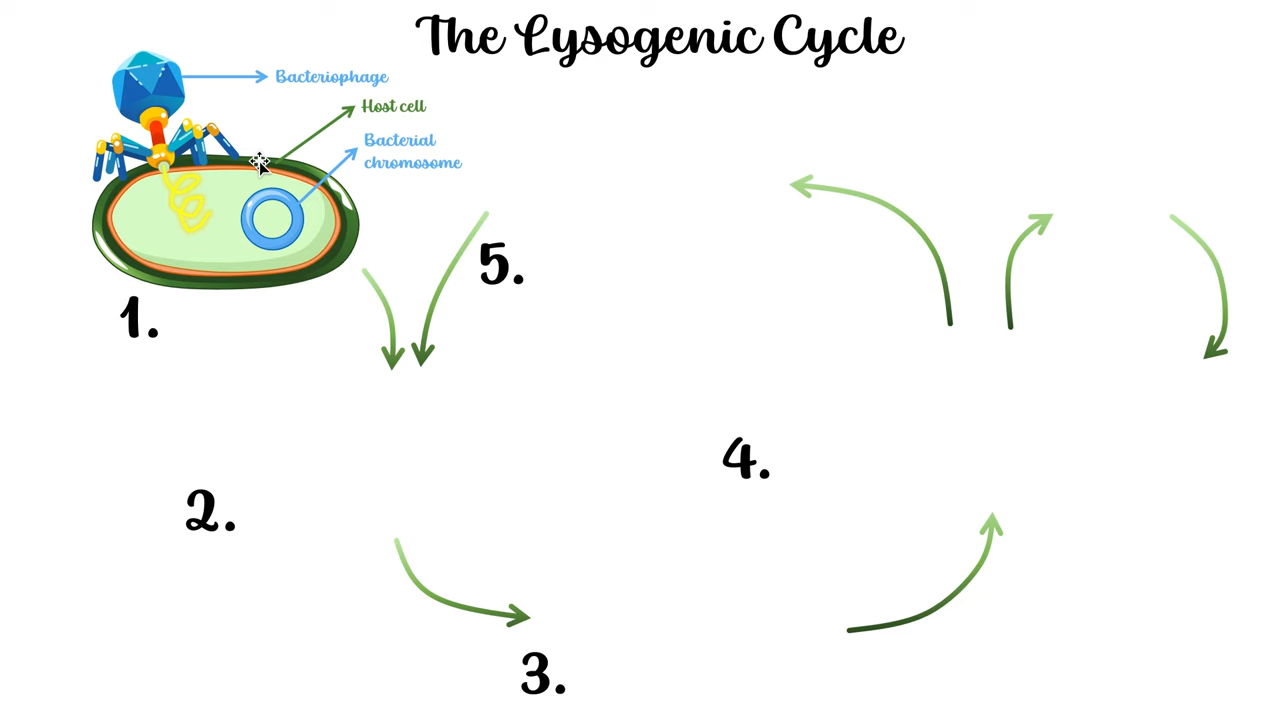 The Lysogenic Cycle
Bacteriophage
Host cell
Bacterial
chromosome
1.
5.
4.
2.
3.